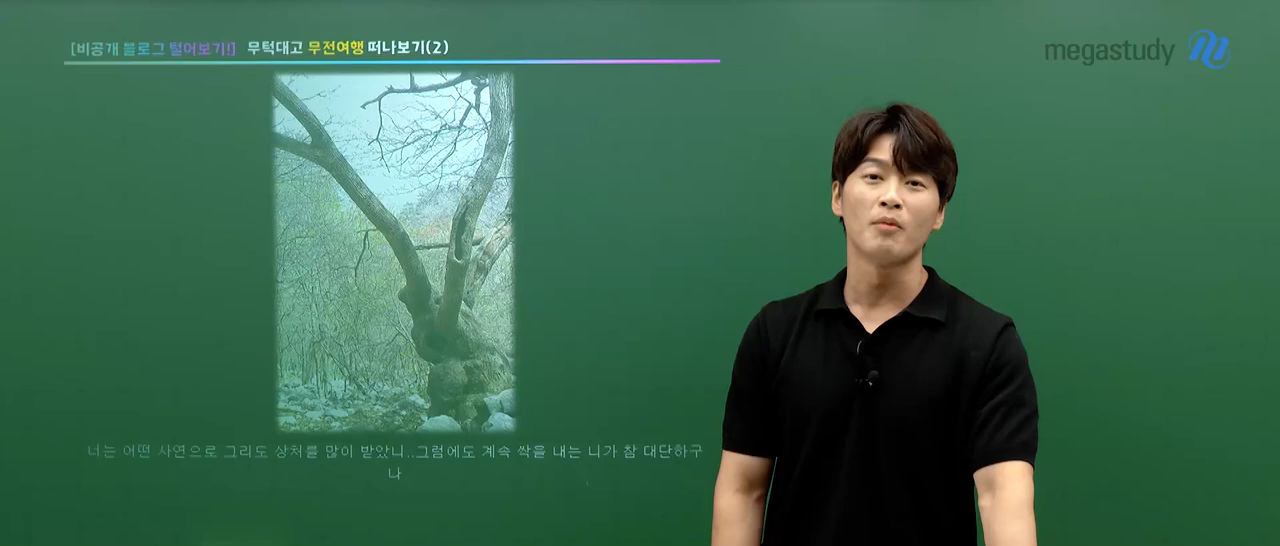 [비공개 블로그 털어보기!] 무턱대고 무전여행 떠나보기(2)
megastudy
너는 어떤 사연으로 그리도 상처를 많이 받았니..그럼에도 계속 싹을 내는 니가 참 대단하구
나